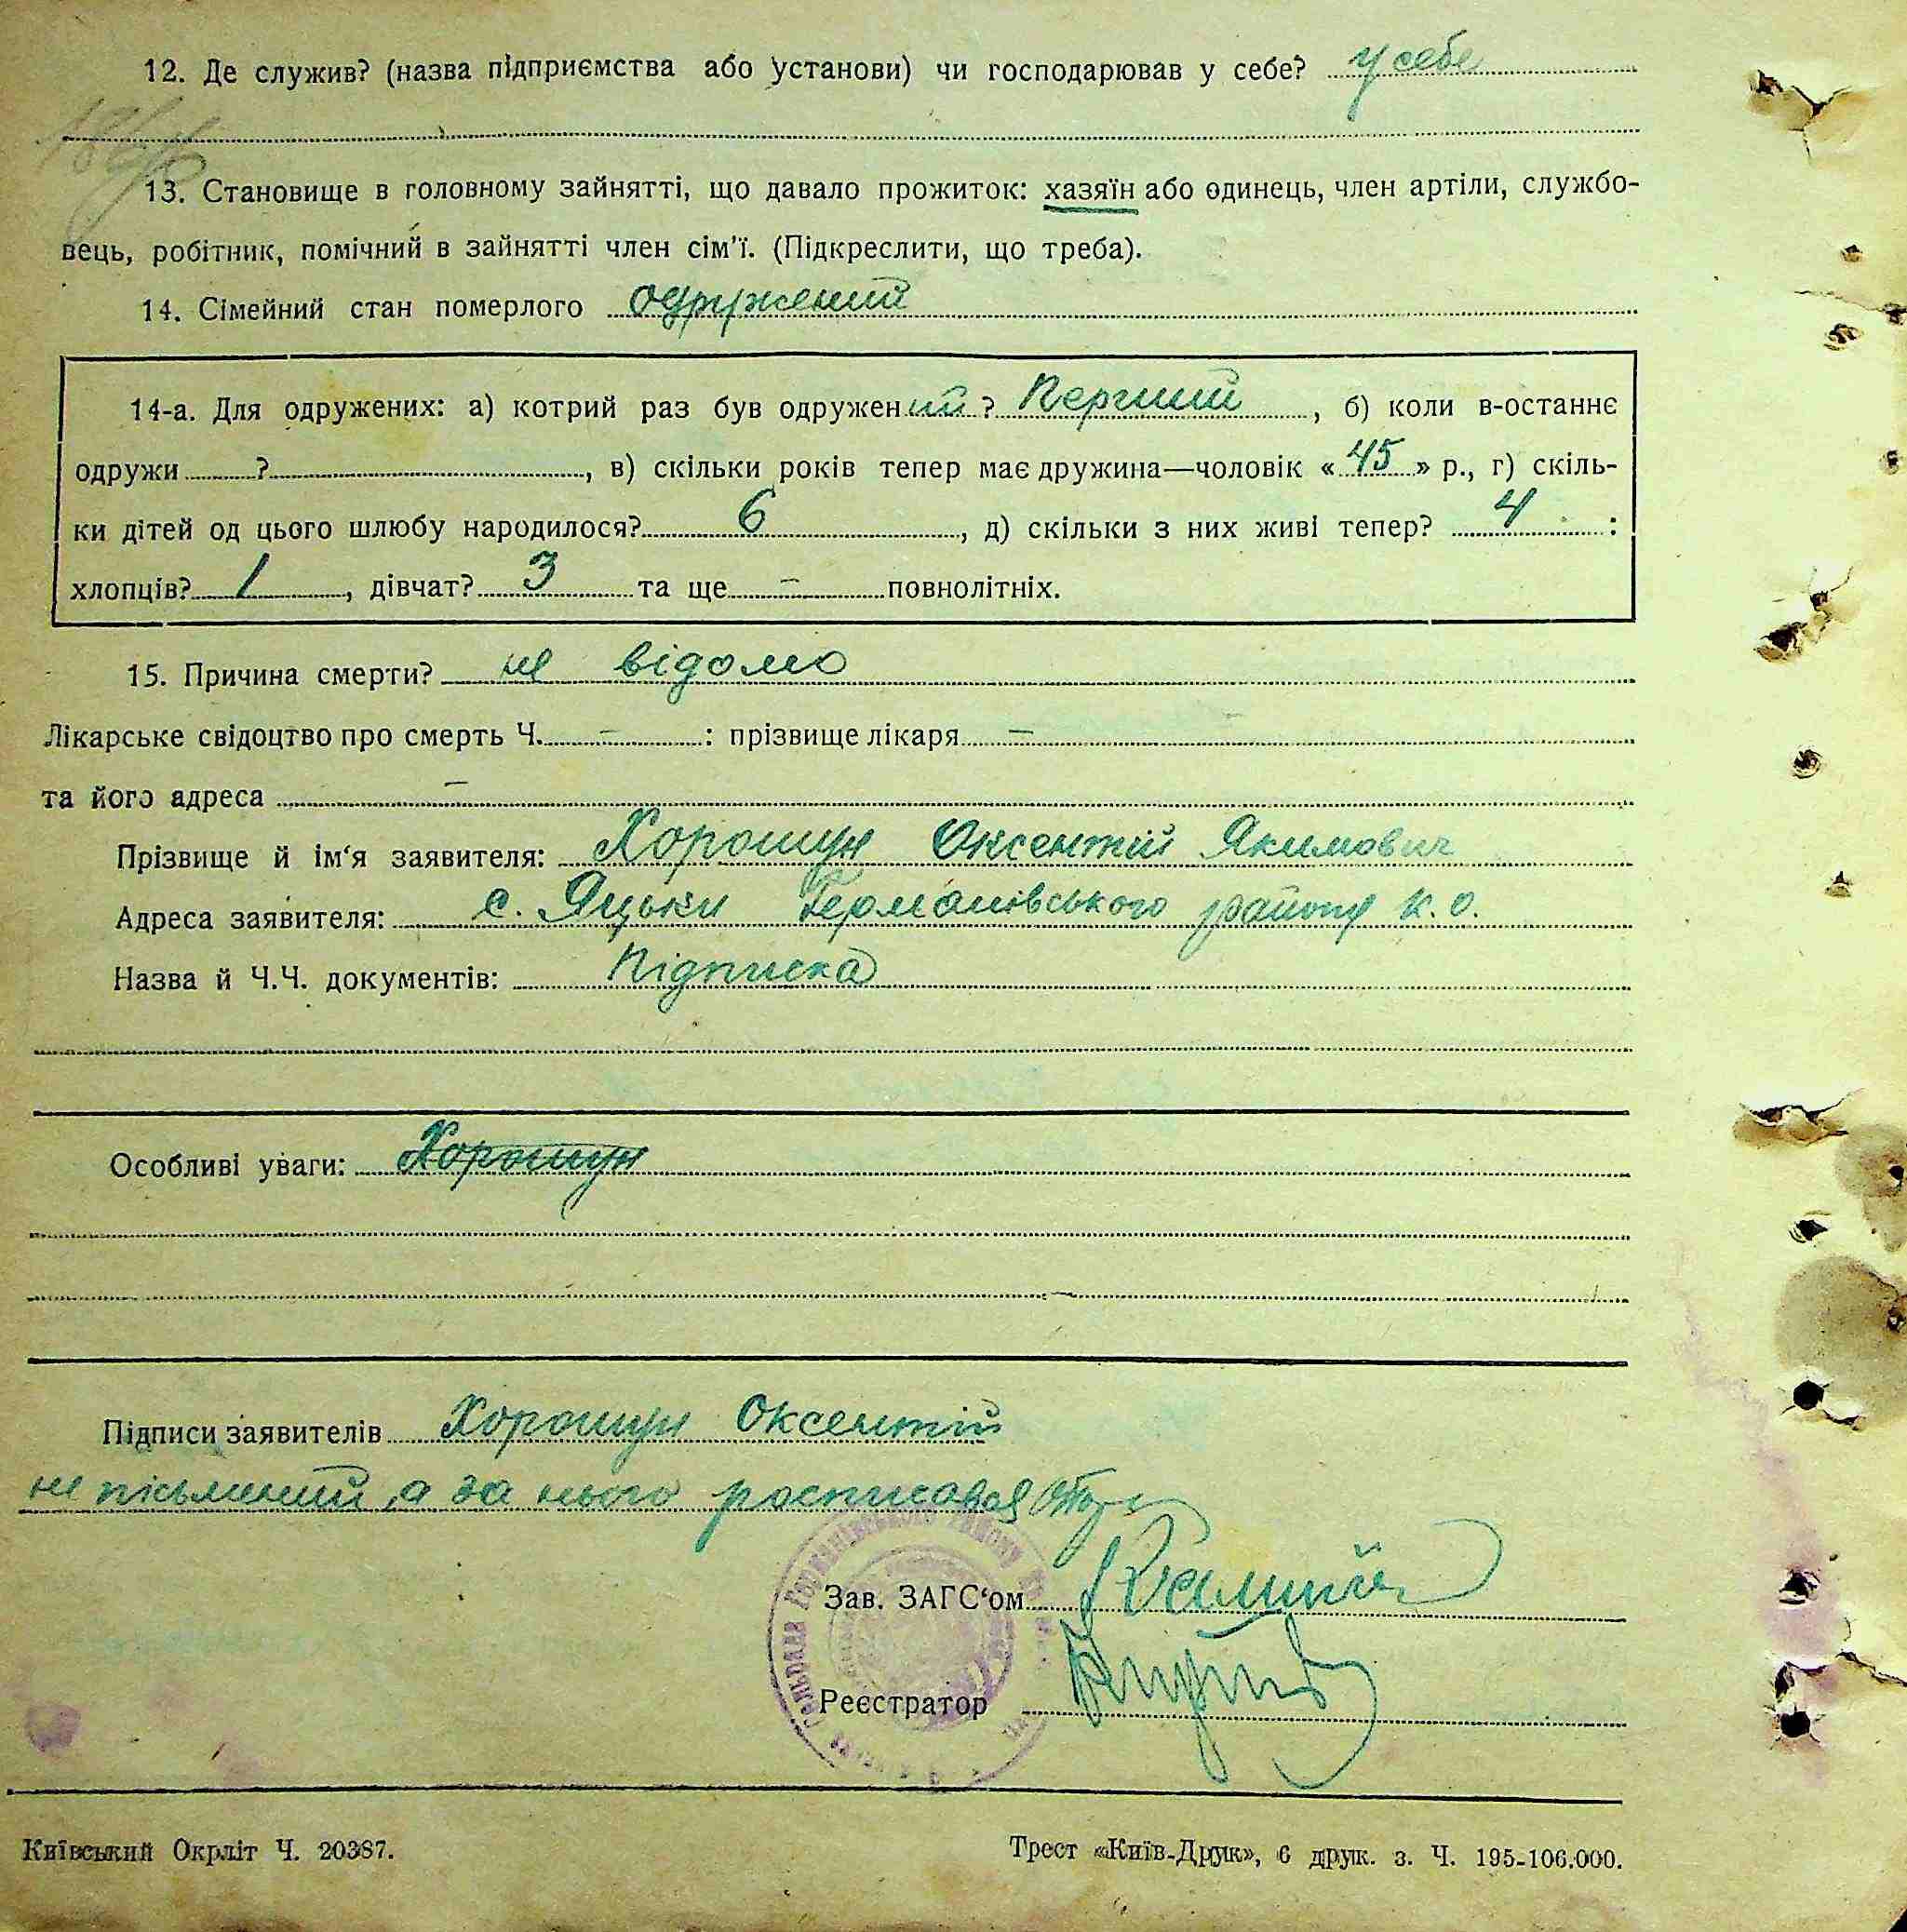 12. Де служив? (назва підприємства або установи) чи господарював у себе? у себе
13. Становище в головному зайнятті, що давало прожиток: хазяїн або одинець, член артіли, службо-
вець, робітник, помічний в зайнятті член сім'ї. (Підкреслити, що треба).
14. Сімейний стан померлого одружений
14-а. Для одружених: а) котрий раз був одружений? Перший, б) коли в-останнє
одружи......?......, в) скільки років тепер має дружина—чоловік «45» р., г) скіль-
ки дітей од цього шлюбу народилося? 6, д) скільки з них живі тепер? 4 :
хлопців? 1, дівчат? 3 та ще - повнолітніх.
15. Причина смерти? не відомо
Лікарське свідоцтво про смерть Ч. - : прізвище лікаря -
та його адреса -
Прізвище й ім'я заявителя: Хорошун Оксентій Якимович
Адреса заявителя: с. Яцьки Германівського району К. О.
Назва й Ч.Ч. документів: Підписка
Особливі уваги: Хорошун
Підписи заявителів Хорошун Оксентій
не пісьмений, а за нього росписавля
Зав. ЗАГС'ом
Реєстратор
Київський Окрліт Ч. 20387.
Трест «Київ-Друк», 6 друк. з. Ч. 195-106.000.